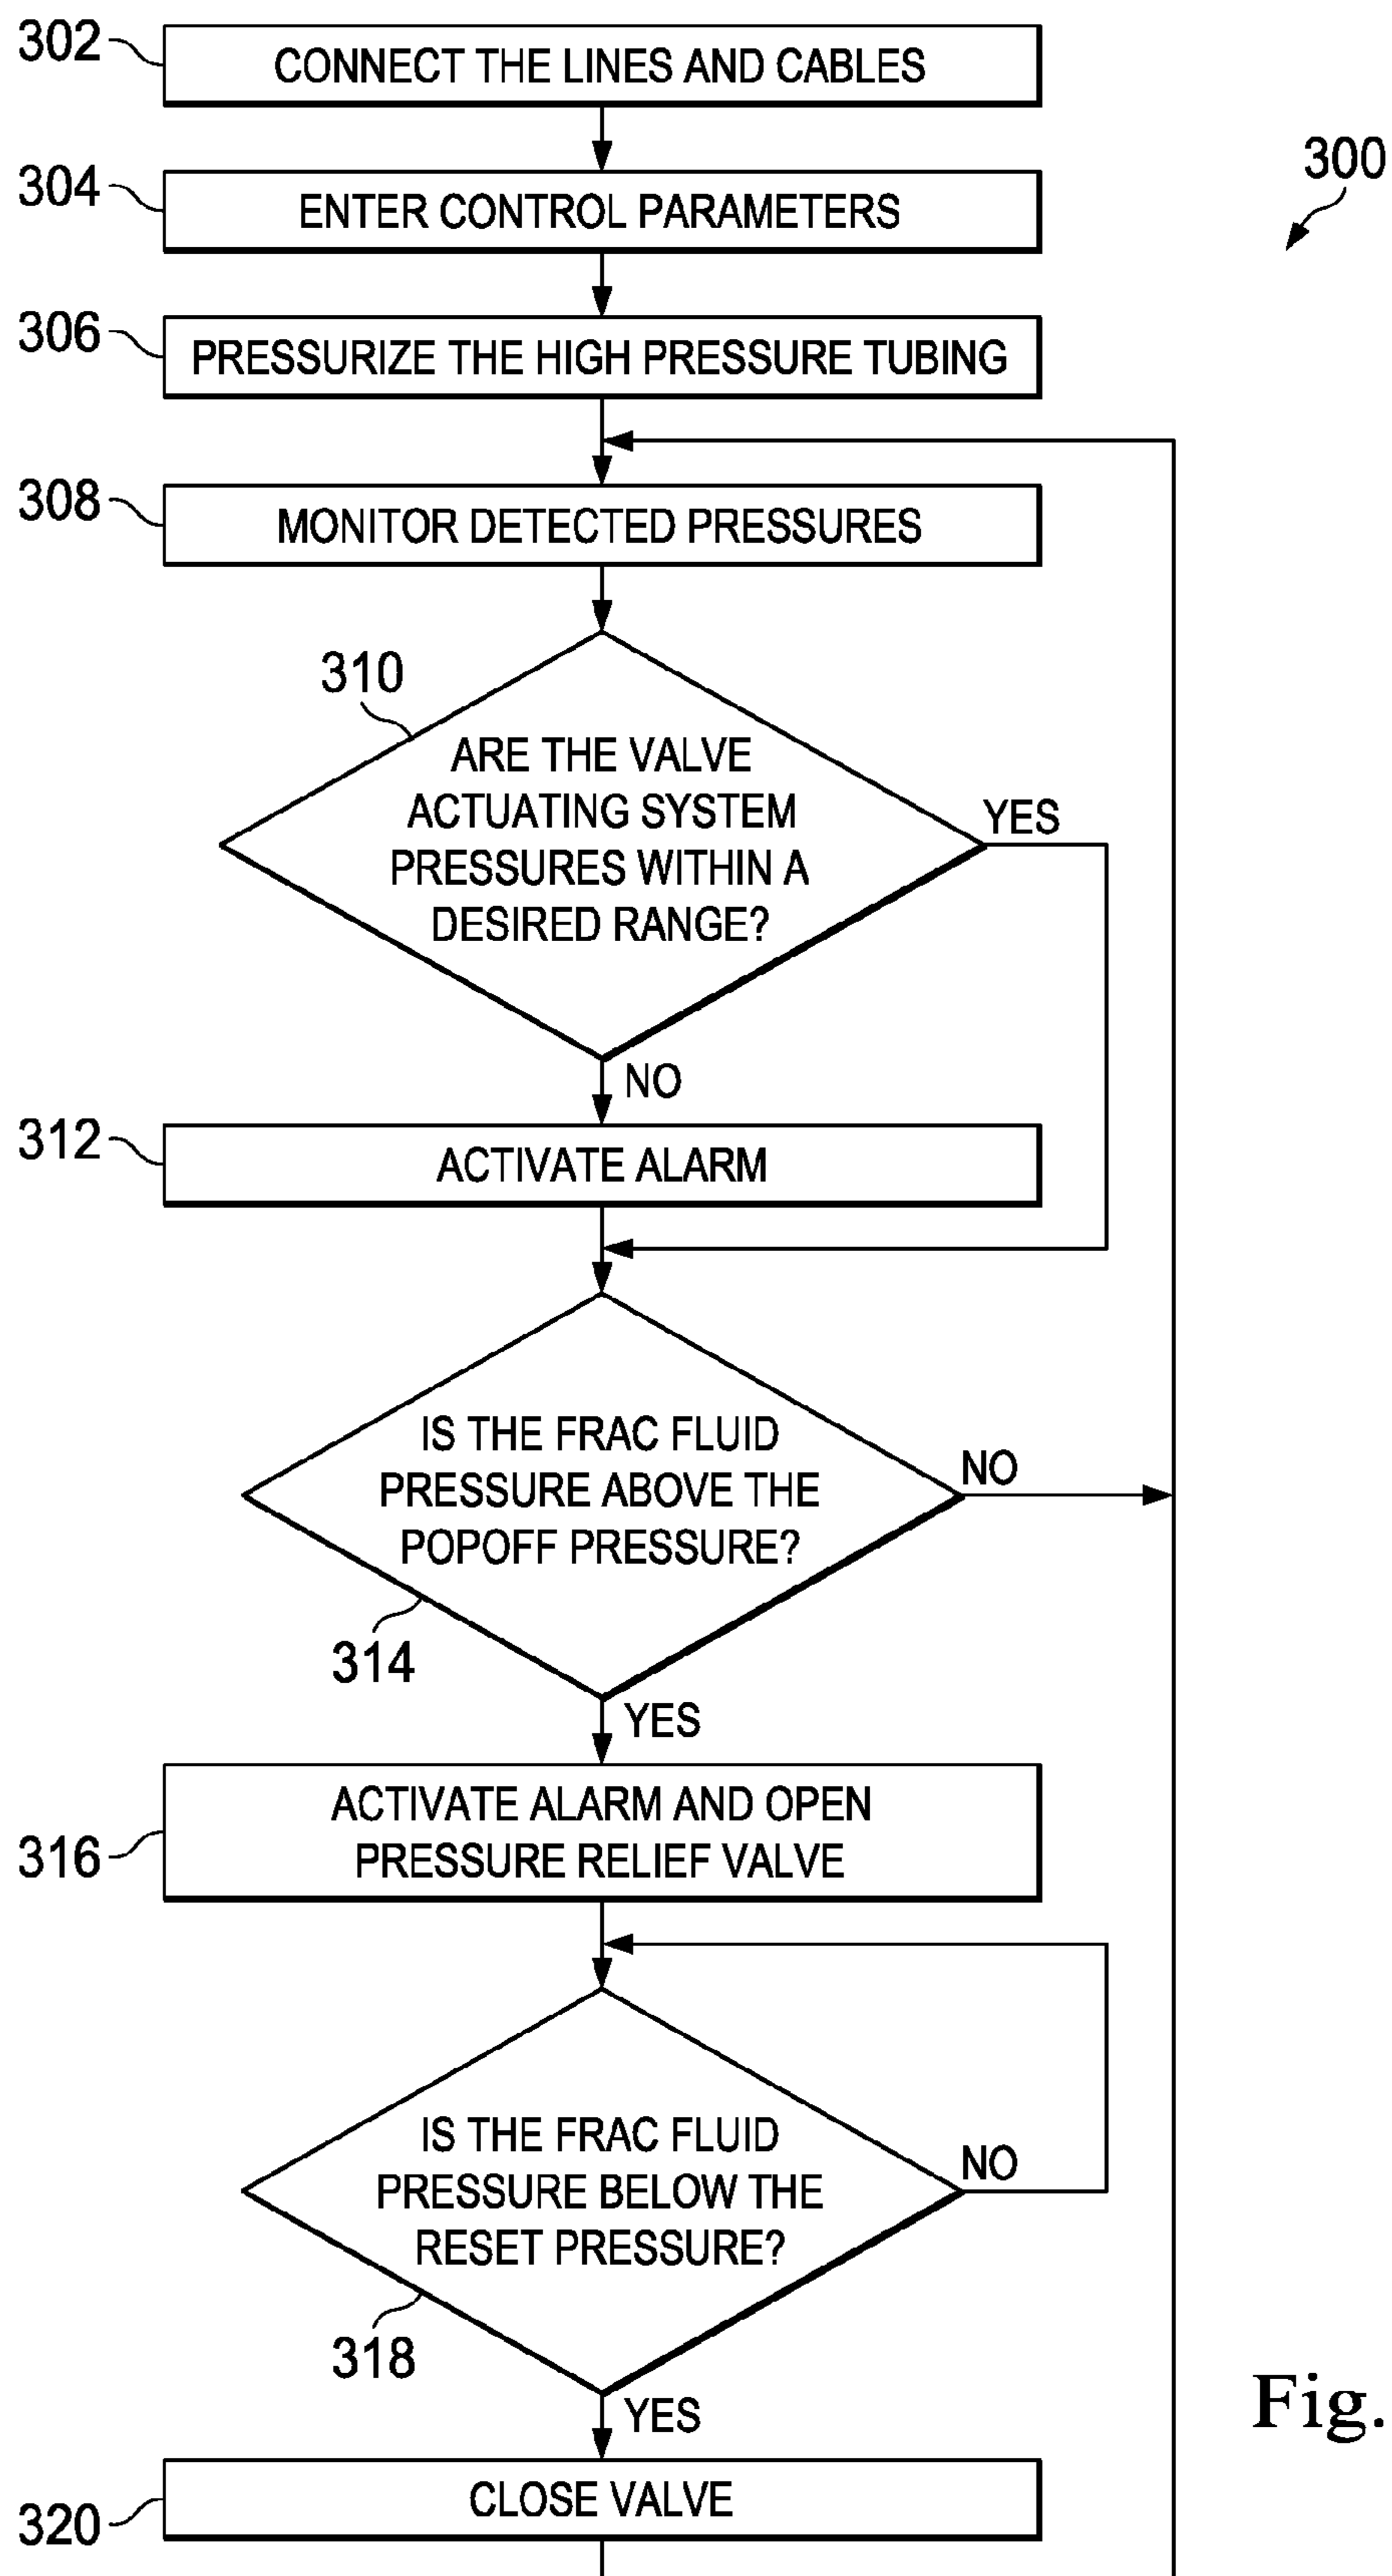 302
CONNECT THE LINES AND CABLES
304
ENTER CONTROL PARAMETERS
300
306
PRESSURIZE THE HIGH PRESSURE TUBING
308
MONITOR DETECTED PRESSURES
310
ARE THE VALVE
ACTUATING SYSTEM
PRESSURES WITHIN A
DESIRED RANGE?
YES
NO
312
ACTIVATE ALARM
IS THE FRAC FLUID
PRESSURE ABOVE THE
POPOFF PRESSURE?
NO
314
YES
316
ACTIVATE ALARM AND OPEN
PRESSURE RELIEF VALVE
IS THE FRAC FLUID
PRESSURE BELOW THE
RESET PRESSURE?
NO
318
YES
Fig.
320
CLOSE VALVE